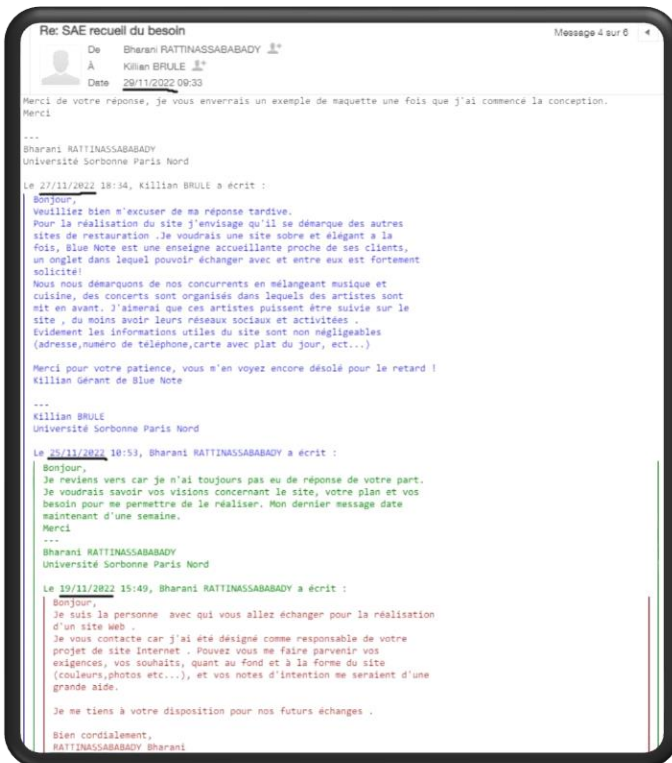 Re: SAE recueil du besoin
Message 4 sur 6
De Bharani RATTINASSABABADY
À Killian BRULE
Date 29/11/2022 09:33
Merci de votre réponse, je vous enverrais un exemple de maquette une fois que j'ai commencé la conception.
Merci
---
Bharani RATTINASSABABADY
Université Sorbonne Paris Nord
Le 27/11/2022 18:34, Killian BRULE a écrit :
Bonjour,
Veuilliez bien m'excuser de ma réponse tardive.
Pour la réalisation du site j'envisage qu'il se démarque des autres
sites de restauration .Je voudrais une site sobre et élégant a la
fois, Blue Note est une enseigne accueillante proche de ses clients,
un onglet dans lequel pouvoir échanger avec et entre eux est fortement
solicité!
Nous nous démarquons de nos concurrents en mélangeant musique et
cuisine, des concerts sont organisés dans lequels des artistes sont
mit en avant. J'aimerai que ces artistes puissent être suivie sur le
site , du moins avoir leurs réseaux sociaux et activitées .
Evidement les informations utiles du site sont non négligeables
(adresse,numéro de téléphone,carte avec plat du jour, ect...)
Merci pour votre patience, vous m'en voyez encore désolé pour le retard !
Killian Gérant de Blue Note
---
Killian BRULE
Université Sorbonne Paris Nord
Le 25/11/2022 10:53, Bharani RATTINASSABABADY a écrit :
Bonjour,
Je reviens vers car je n'ai toujours pas eu de réponse de votre part.
Je voudrais savoir vos visions concernant le site, votre plan et vos
besoin pour me permettre de le réaliser. Mon dernier message date
maintenant d'une semaine.
Merci
---
Bharani RATTINASSABABADY
Université Sorbonne Paris Nord
Le 19/11/2022 15:49, Bharani RATTINASSABABADY a écrit :
Bonjour,
Je suis la personne avec qui vous allez échanger pour la réalisation
d'un site Web .
Je vous contacte car j'ai été désigné comme responsable de votre
projet de site Internet . Pouvez vous me faire parvenir vos
exigences, vos souhaits, quant au fond et à la forme du site
(couleurs,photos etc...), et vos notes d'intention me seraient d'une
grande aide.
Je me tiens à votre disposition pour nos futurs échanges .
Bien cordialement,
RATTINASSABABADY Bharani